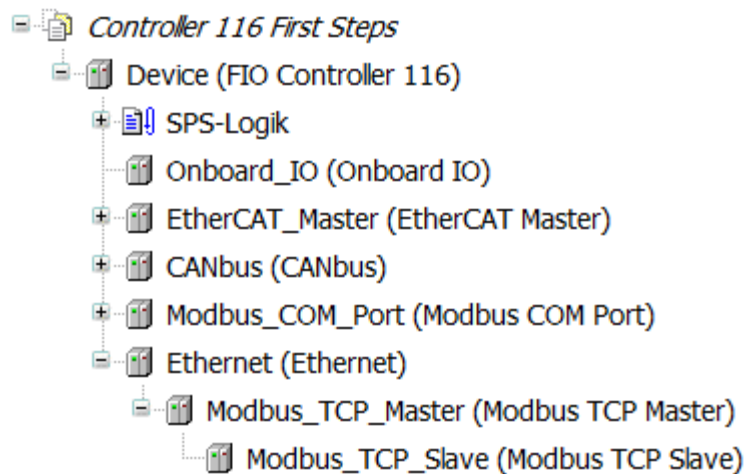 Controller 116 First Steps
Device (FIO Controller 116)
SPS-Logik
Onboard_IO (Onboard IO)
EtherCAT_Master (EtherCAT Master)
CANbus (CANbus)
Modbus_COM_Port (Modbus COM Port)
Ethernet (Ethernet)
Modbus_TCP_Master (Modbus TCP Master)
Modbus_TCP_Slave (Modbus TCP Slave)